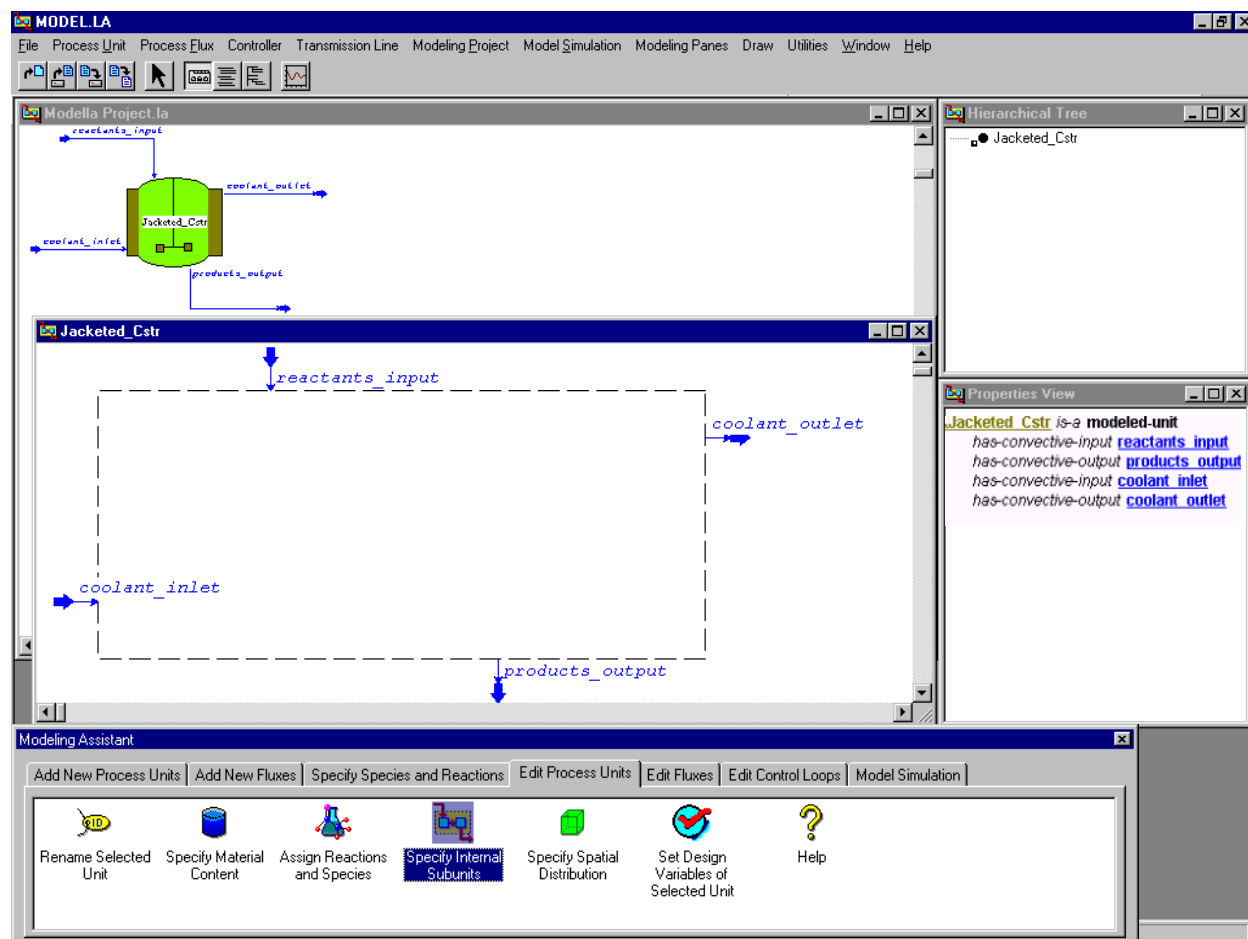 MODEL.LA
File Process Unit Process Flux Controller Transmission Line Modeling Project Model Simulation Modeling Panes Draw Utilities Window Help
Modella Project.la
reactants_input
coolant_outlet
Jacketed_Cstr
coolant_inlet
products_output
Jacketed_Cstr
reactants_input
coolant_outlet
coolant_inlet
products_output
Hierarchical Tree
Jacketed_Cstr
Properties View
Jacketed_Cstr is-a modeled-unit
has-convective-input reactants_input
has-convective-output products_output
has-convective-input coolant_inlet
has-convective-output coolant_outlet
Modeling Assistant
Add New Process Units Add New Fluxes Specify Species and Reactions Edit Process Units Edit Fluxes Edit Control Loops Model Simulation
ID
Rename Selected
Unit
Specify Material
Content
Assign Reactions
and Species
Specify Internal
Subunits
Specify Spatial
Distribution
Set Design
Variables of
Selected Unit
Help